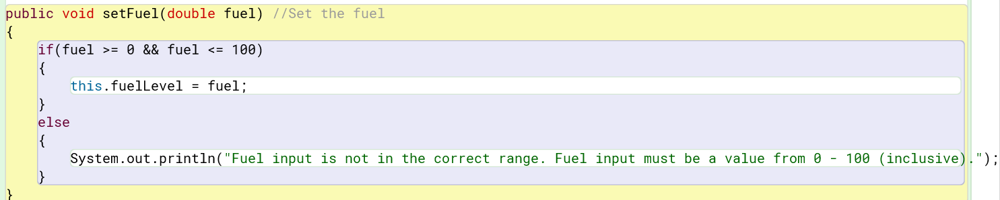 public void setFuel(double fuel) //Set the fuel
{
    if(fuel >= 0 && fuel <= 100)
    {
        this.fuelLevel = fuel;
    }
    else
    {
        System.out.println("Fuel input is not in the correct range. Fuel input must be a value from 0 - 100 (inclusive).");
    }
}